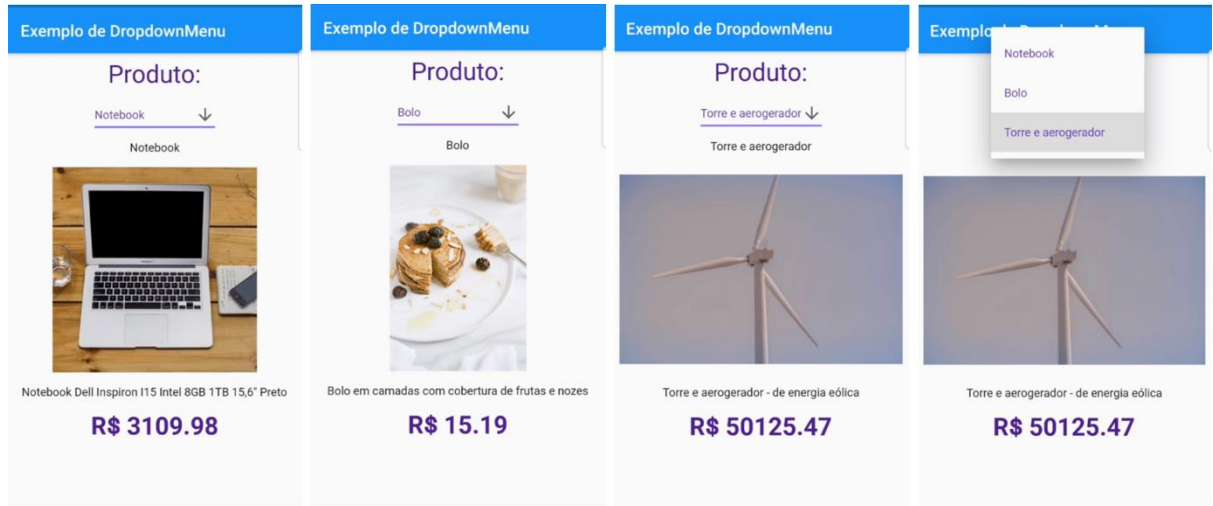 Exemplo de DropdownMenu
Produto:
Notebook
Notebook
Notebook Dell Inspiron I15 Intel 8GB 1TB 15,6" Preto
R$ 3109.98
Exemplo de DropdownMenu
Produto:
Bolo
Bolo
Bolo em camadas com cobertura de frutas e nozes
R$ 15.19
Exemplo de DropdownMenu
Produto:
Torre e aerogerador
Torre e aerogerador
Torre e aerogerador - de energia eólica
R$ 50125.47
Notebook
Bolo
Torre e aerogerador
Torre e aerogerador - de energia eólica
R$ 50125.47